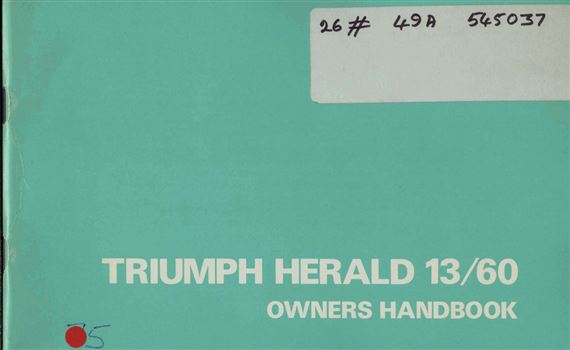 26# 49A 545037
TRIUMPH HERALD 13/60
OWNERS HANDBOOK